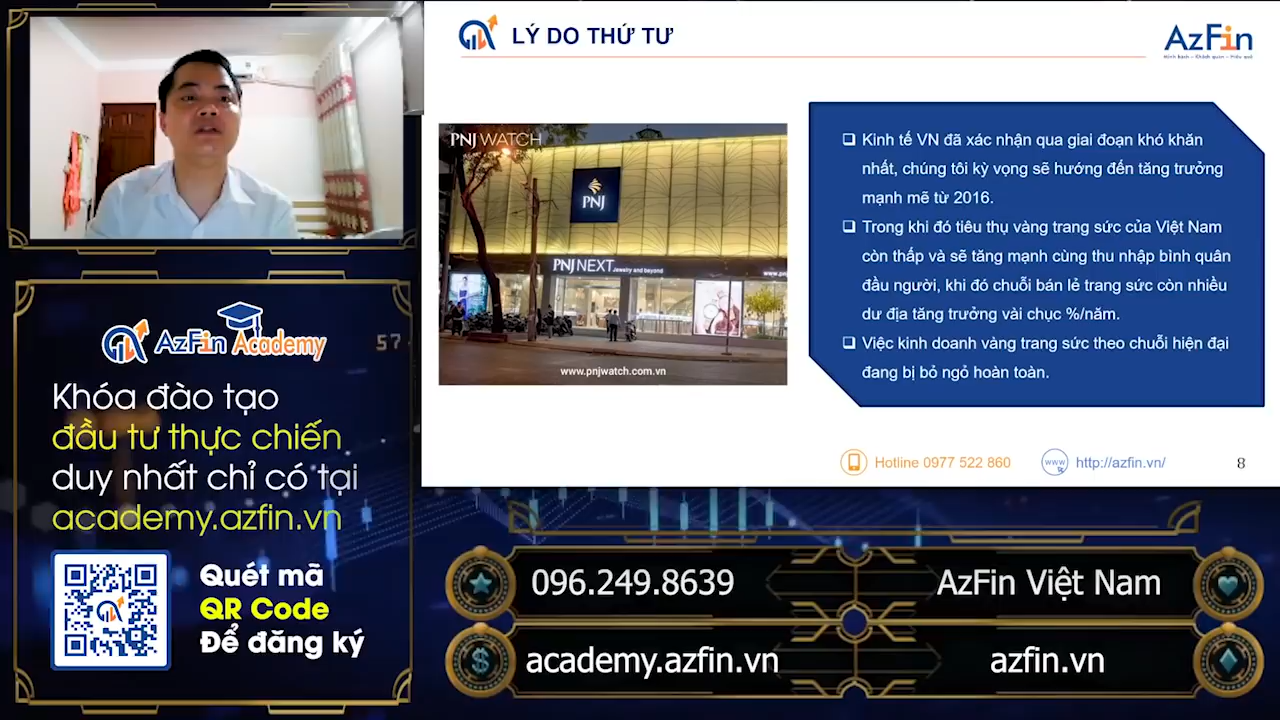 LÝ DO THỨ TƯ
AzFin
PNJ WATCH
PNJ
PNJ NEXT Jewelry and beyond
www.pnjwatch.com.vn
❑ Kinh tế VN đã xác nhận qua giai đoạn khó khăn
nhất, chúng tôi kỳ vọng sẽ hướng đến tăng trưởng
mạnh mẽ từ 2016.
❑ Trong khi đó tiêu thụ vàng trang sức của Việt Nam
còn thấp và sẽ tăng mạnh cùng thu nhập bình quân
đầu người, khi đó chuỗi bán lẻ trang sức còn nhiều
dư địa tăng trưởng vài chục %/năm.
❑ Việc kinh doanh vàng trang sức theo chuỗi hiện đại
đang bị bỏ ngỏ hoàn toàn.
Hotline 0977 522 860
www
http://azfin.vn/
8
AzFin Academy
57
Khóa đào tạo
đầu tư thực chiến
duy nhất chỉ có tại
academy.azfin.vn
Quét mã
QR Code
Để đăng ký
096.249.8639
AzFin Việt Nam
academy.azfin.vn
azfin.vn